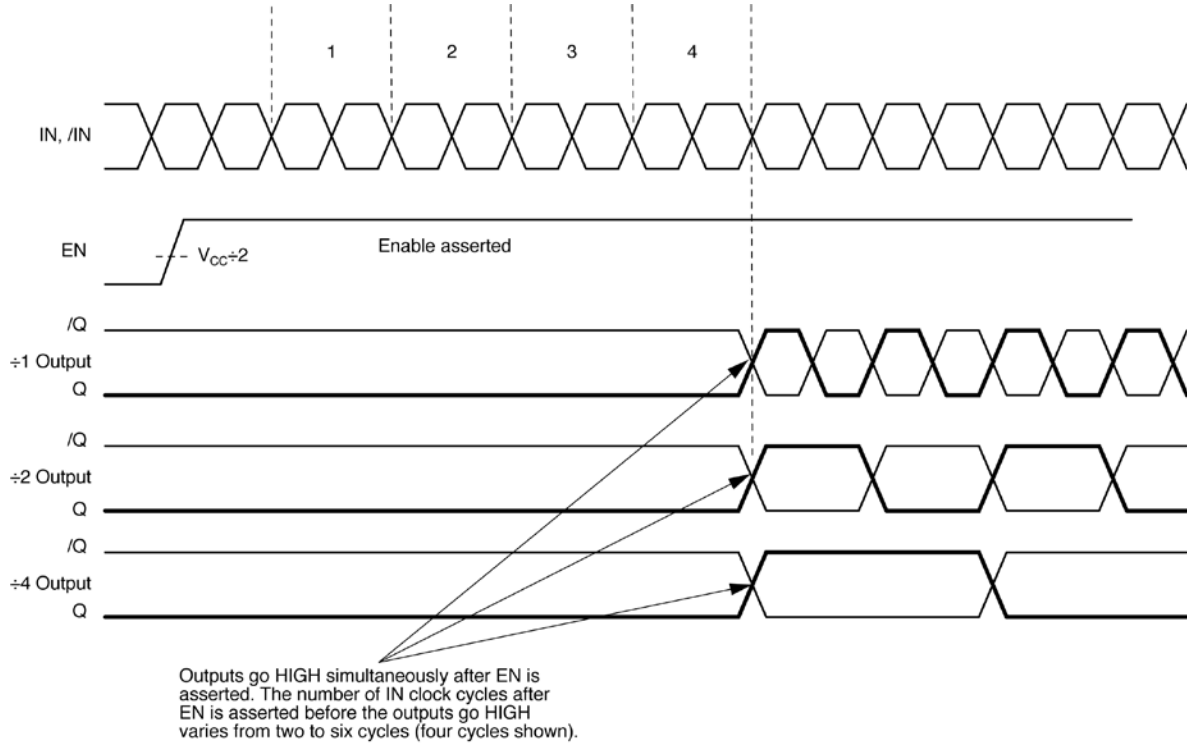 1 2 3 4
IN, /IN
EN
VCC÷2
Enable asserted
/Q
÷1 Output
Q
/Q
÷2 Output
Q
/Q
÷4 Output
Q
Outputs go HIGH simultaneously after EN is
asserted. The number of IN clock cycles after
EN is asserted before the outputs go HIGH
varies from two to six cycles (four cycles shown).